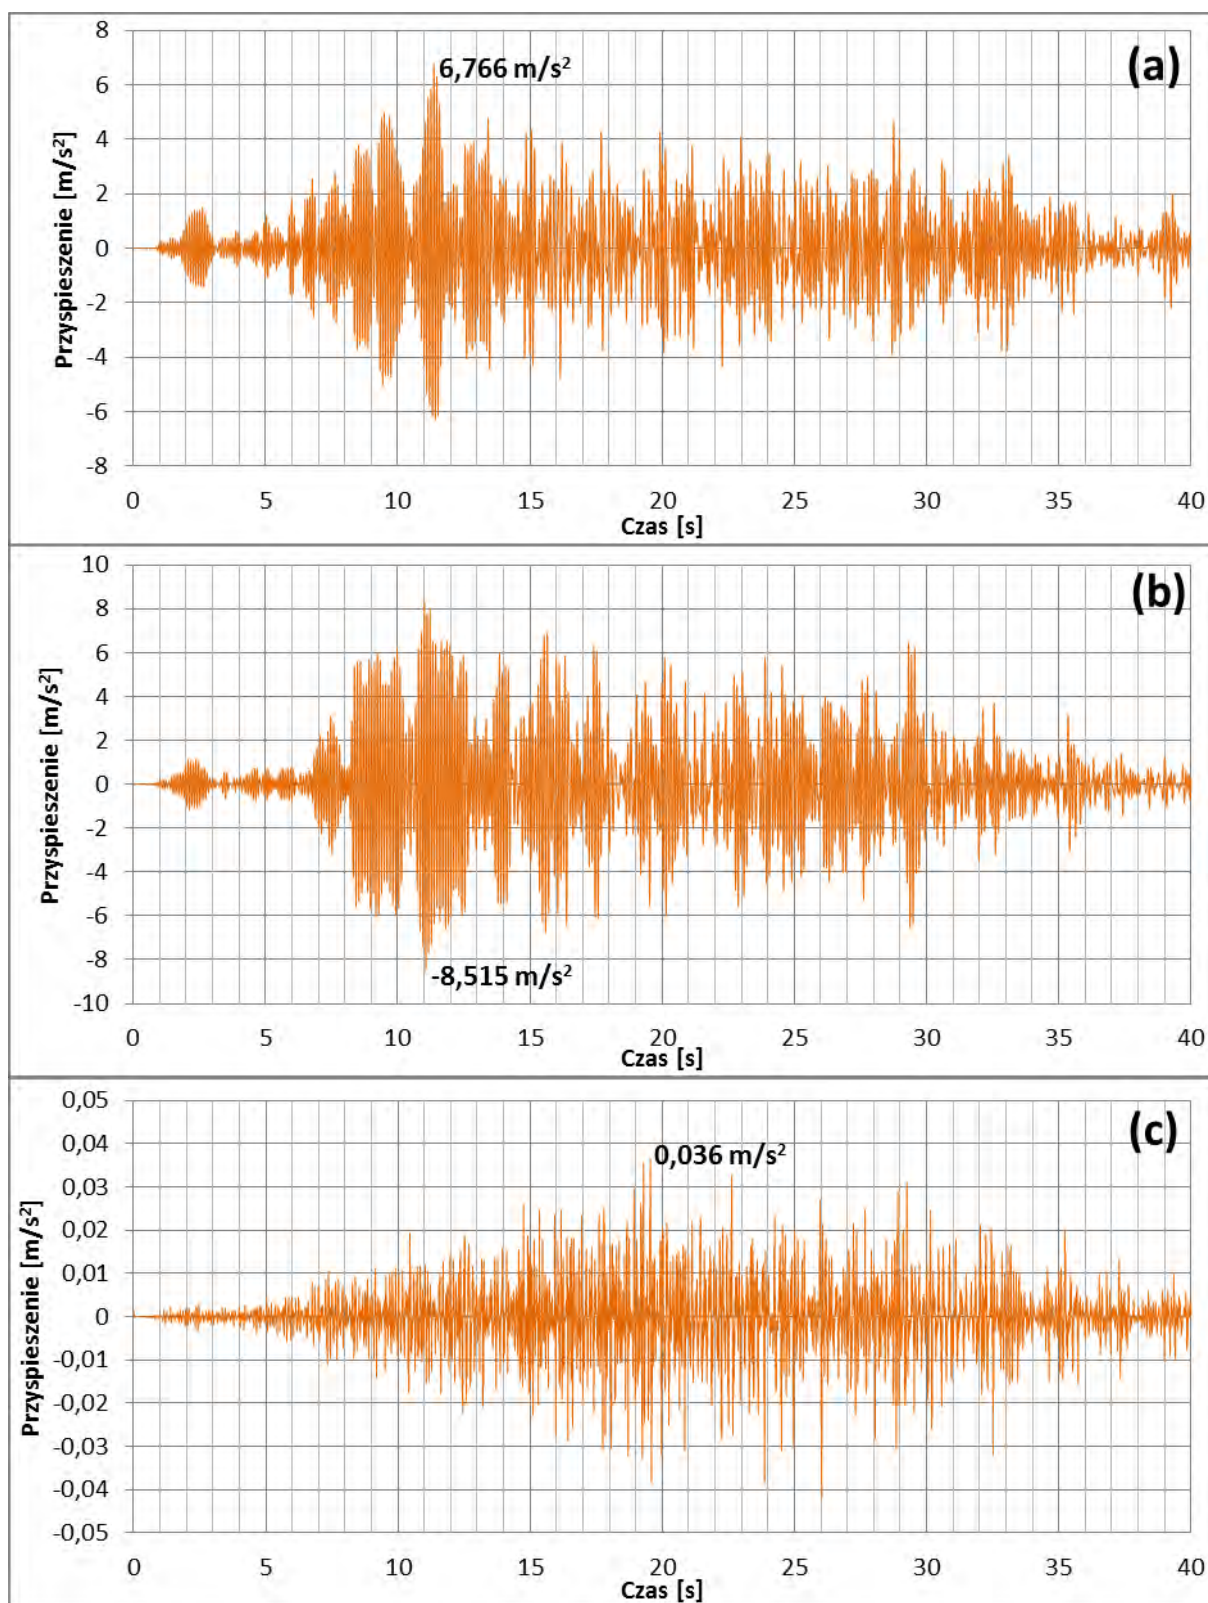 (a)
6,766 m/s²
Przyspieszenie [m/s²]
8
6
4
2
0
-2
-4
-6
-8
0 5 10 15 20 25 30 35 40
Czas [s]
(b)
Przyspieszenie [m/s²]
10
8
6
4
2
0
-2
-4
-6
-8
-10
-8,515 m/s²
0 5 10 15 20 25 30 35 40
Czas [s]
(c)
0,036 m/s²
Przyspieszenie [m/s²]
0,05
0,04
0,03
0,02
0,01
0
-0,01
-0,02
-0,03
-0,04
-0,05
0 5 10 15 20 25 30 35 40
Czas [s]